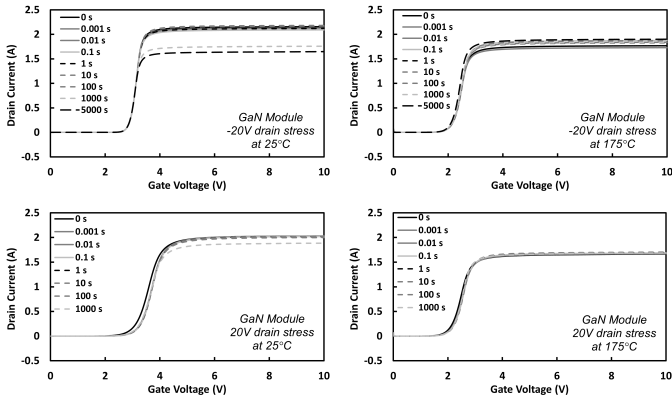 2.5
2
1.5
1
0.5
0
-0.5
Drain Current (A)
0 s
0.001 s
0.01 s
0.1 s
1 s
10 s
100 s
1000 s
5000 s
GaN Module
-20V drain stress
at 25°C
0 2 4 6 8 10
Gate Voltage (V)
2.5
2
1.5
1
0.5
0
-0.5
Drain Current (A)
0 s
0.001 s
0.01 s
0.1 s
1 s
10 s
100 s
1000 s
5000 s
GaN Module
-20V drain stress
at 175°C
0 2 4 6 8 10
Gate Voltage (V)
2.5
2
1.5
1
0.5
0
-0.5
Drain Current (A)
0 s
0.001 s
0.01 s
0.1 s
1 s
10 s
100 s
1000 s
GaN Module
20V drain stress
at 25°C
0 2 4 6 8 10
Gate Voltage (V)
2.5
2
1.5
1
0.5
0
-0.5
Drain Current (A)
0 s
0.001 s
0.01 s
0.1 s
1 s
10 s
100 s
1000 s
GaN Module
20V drain stress
at 175°C
0 2 4 6 8 10
Gate Voltage (V)